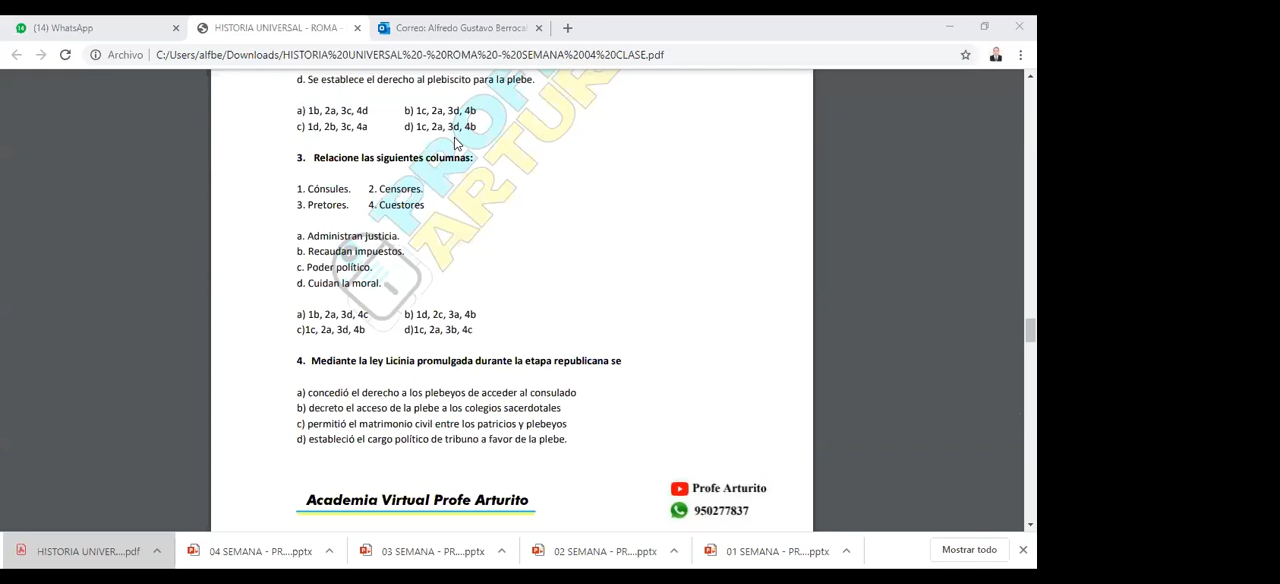 (14) WhatsApp
HISTORIA UNIVERSAL - ROMA -
Correo: Alfredo Gustavo Berrocal
Archivo
C:/Users/alfbe/Downloads/HISTORIA%20UNIVERSAL%20-%20ROMA%20-%20SEMANA%2004%20CLASE.pdf
d. Se establece el derecho al plebiscito para la plebe.
a) 1b, 2a, 3c, 4d b) 1c, 2a, 3d, 4b
c) 1d, 2b, 3c, 4a d) 1c, 2a, 3d, 4b
3. Relacione las siguientes columnas:
1. Cónsules. 2. Censores.
3. Pretores. 4. Cuestores
a. Administran justicia.
b. Recaudan impuestos.
c. Poder político.
d. Cuidan la moral.
a) 1b, 2a, 3d, 4c b) 1d, 2c, 3a, 4b
c)1c, 2a, 3d, 4b d)1c, 2a, 3b, 4c
4. Mediante la ley Licinia promulgada durante la etapa republicana se
a) concedió el derecho a los plebeyos de acceder al consulado
b) decreto el acceso de la plebe a los colegios sacerdotales
c) permitió el matrimonio civil entre los patricios y plebeyos
d) estableció el cargo político de tribuno a favor de la plebe.
PROFE
ARTURITO
Academia Virtual Profe Arturito
Profe Arturito
950277837
HISTORIA UNIVER....pdf
04 SEMANA - PR....pptx
03 SEMANA - PR....pptx
02 SEMANA - PR....pptx
01 SEMANA - PR....pptx
Mostrar todo